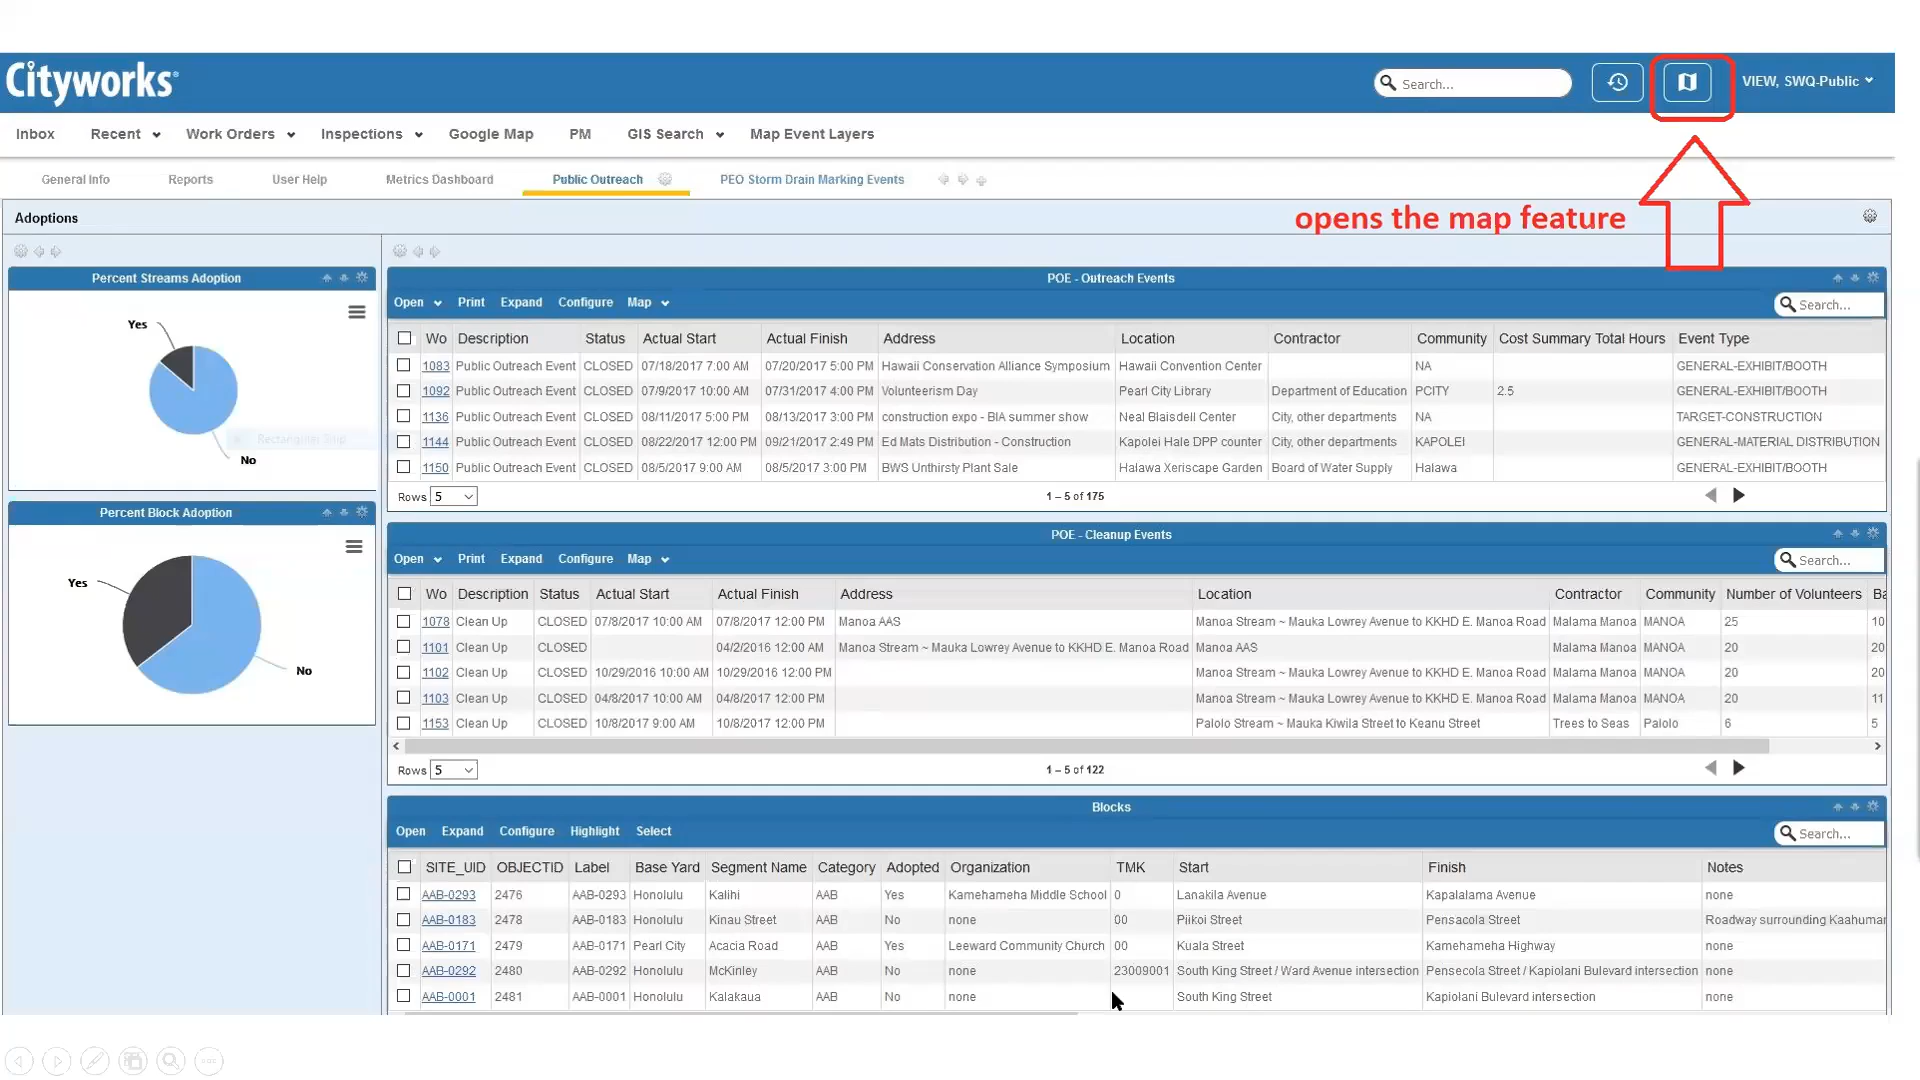 Cityworks
Search...
VIEW, SWQ-Public
Inbox Recent Work Orders Inspections Google Map PM GIS Search Map Event Layers
General Info Reports User Help Metrics Dashboard Public Outreach PEO Storm Drain Marking Events
opens the map feature
Adoptions
Percent Streams Adoption
Yes
Rectangular Snip
No
Percent Block Adoption
Yes
No
POE - Outreach Events
Open Print Expand Configure Map Search...
Wo Description Status Actual Start Actual Finish Address Location Contractor Community Cost Summary Total Hours Event Type
1083 Public Outreach Event CLOSED 07/18/2017 7:00 AM 07/20/2017 5:00 PM Hawaii Conservation Alliance Symposium Hawaii Convention Center NA GENERAL-EXHIBIT/BOOTH
1092 Public Outreach Event CLOSED 07/9/2017 10:00 AM 07/31/2017 4:00 PM Volunteerism Day Pearl City Library Department of Education PCITY 2.5 GENERAL-EXHIBIT/BOOTH
1136 Public Outreach Event CLOSED 08/11/2017 5:00 PM 08/13/2017 3:00 PM construction expo - BIA summer show Neal Blaisdell Center City, other departments NA TARGET-CONSTRUCTION
1144 Public Outreach Event CLOSED 08/22/2017 12:00 PM 09/21/2017 2:49 PM Ed Mats Distribution - Construction Kapolei Hale DPP counter City, other departments KAPOLEI GENERAL-MATERIAL DISTRIBUTION
1150 Public Outreach Event CLOSED 08/5/2017 9:00 AM 08/5/2017 3:00 PM BWS Unthirsty Plant Sale Halawa Xeriscape Garden Board of Water Supply Halawa GENERAL-EXHIBIT/BOOTH
Rows 5 1 – 5 of 175
POE - Cleanup Events
Open Print Expand Configure Map Search...
Wo Description Status Actual Start Actual Finish Address Location Contractor Community Number of Volunteers Ba
1078 Clean Up CLOSED 07/8/2017 10:00 AM 07/8/2017 12:00 PM Manoa AAS Manoa Stream ~ Mauka Lowrey Avenue to KKHD E. Manoa Road Malama Manoa MANOA 25 10
1101 Clean Up CLOSED 04/2/2016 12:00 AM Manoa Stream ~ Mauka Lowrey Avenue to KKHD E. Manoa Road Manoa AAS Malama Manoa MANOA 20 20
1102 Clean Up CLOSED 10/29/2016 10:00 AM 10/29/2016 12:00 PM Manoa Stream ~ Mauka Lowrey Avenue to KKHD E. Manoa Road Malama Manoa MANOA 20 20
1103 Clean Up CLOSED 04/8/2017 10:00 AM 04/8/2017 12:00 PM Manoa Stream ~ Mauka Lowrey Avenue to KKHD E. Manoa Road Malama Manoa MANOA 20 11
1153 Clean Up CLOSED 10/8/2017 9:00 AM 10/8/2017 12:00 PM Palolo Stream ~ Mauka Kiwila Street to Keanu Street Trees to Seas Palolo 6 5
Rows 5 1 – 5 of 122
Blocks
Open Expand Configure Highlight Select Search...
SITE_UID OBJECTID Label Base Yard Segment Name Category Adopted Organization TMK Start Finish Notes
AAB-0293 2476 AAB-0293 Honolulu Kalihi AAB Yes Kamehameha Middle School 0 Lanakila Avenue Kapalalama Avenue none
AAB-0183 2478 AAB-0183 Honolulu Kinau Street AAB No none 00 Piikoi Street Pensacola Street Roadway surrounding Kaahumar
AAB-0171 2479 AAB-0171 Pearl City Acacia Road AAB Yes Leeward Community Church 00 Kuala Street Kamehameha Highway none
AAB-0292 2480 AAB-0292 Honolulu McKinley AAB No none 23009001 South King Street / Ward Avenue intersection Pensecola Street / Kapiolani Bulevard intersection none
AAB-0001 2481 AAB-0001 Honolulu Kalakaua AAB No none South King Street Kapiolani Bulevard intersection none